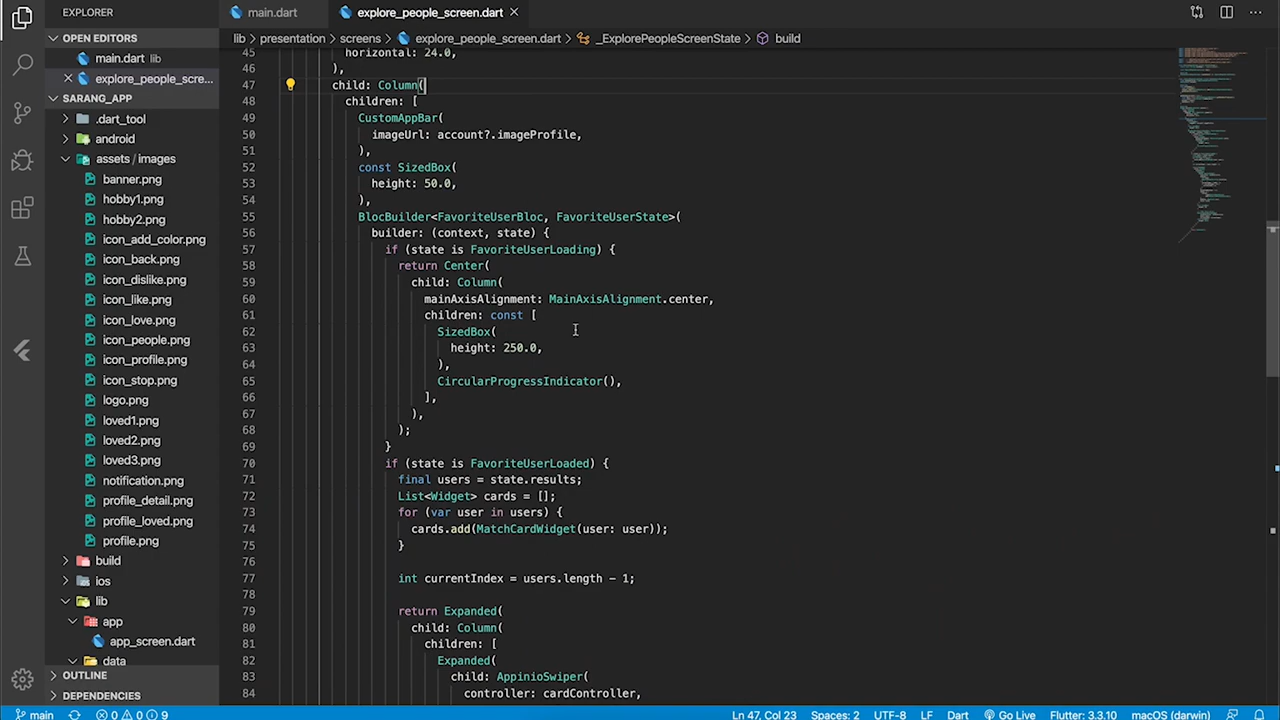 EXPLORER
main.dart
explore_people_screen.dart
OPEN EDITORS
main.dart lib
explore_people_scre...
SARANG_APP
.dart_tool
android
assets / images
banner.png
hobby1.png
hobby2.png
icon_add_color.png
icon_back.png
icon_dislike.png
icon_like.png
icon_love.png
icon_people.png
icon_profile.png
icon_stop.png
logo.png
loved1.png
loved2.png
loved3.png
notification.png
profile_detail.png
profile_loved.png
profile.png
build
ios
lib
app
app_screen.dart
data
OUTLINE
DEPENDENCIES
lib > presentation > screens > explore_people_screen.dart > _ExplorePeopleScreenState > build
45 horizontal: 24.0,
46 ),
47 child: Column(
48 children: [
49 CustomAppBar(
50 imageUrl: account?.imageProfile,
51 ),
52 const SizedBox(
53 height: 50.0,
54 ),
55 BlocBuilder<FavoriteUserBloc, FavoriteUserState>(
56 builder: (context, state) {
57 if (state is FavoriteUserLoading) {
58 return Center(
59 child: Column(
60 mainAxisAlignment: MainAxisAlignment.center,
61 children: const [
62 SizedBox(
63 height: 250.0,
64 ),
65 CircularProgressIndicator(),
66 ],
67 ),
68 );
69 }
70 if (state is FavoriteUserLoaded) {
71 final users = state.results;
72 List<Widget> cards = [];
73 for (var user in users) {
74 cards.add(MatchCardWidget(user: user));
75 }
76
77 int currentIndex = users.length - 1;
78
79 return Expanded(
80 child: Column(
81 children: [
82 Expanded(
83 child: AppinioSwiper(
84 controller: cardController,
main 0 0 9 Ln 47, Col 23 Spaces: 2 UTF-8 LF Dart Go Live Flutter: 3.3.10 macOS (darwin)